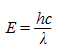 E = hc/λ